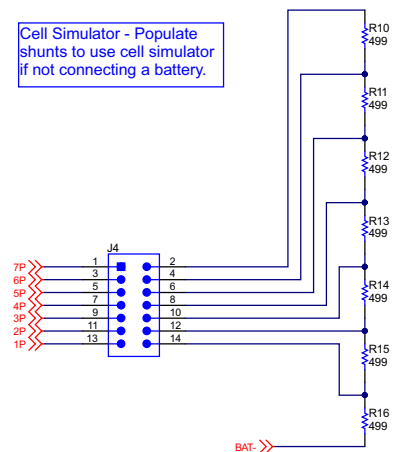 Cell Simulator - Populate
shunts to use cell simulator
if not connecting a battery.
R10
499
R11
499
R12
499
R13
499
R14
499
R15
499
R16
499
J4
7P 1 2
6P 3 4
5P 5 6
4P 7 8
3P 9 10
2P 11 12
1P 13 14
BAT-